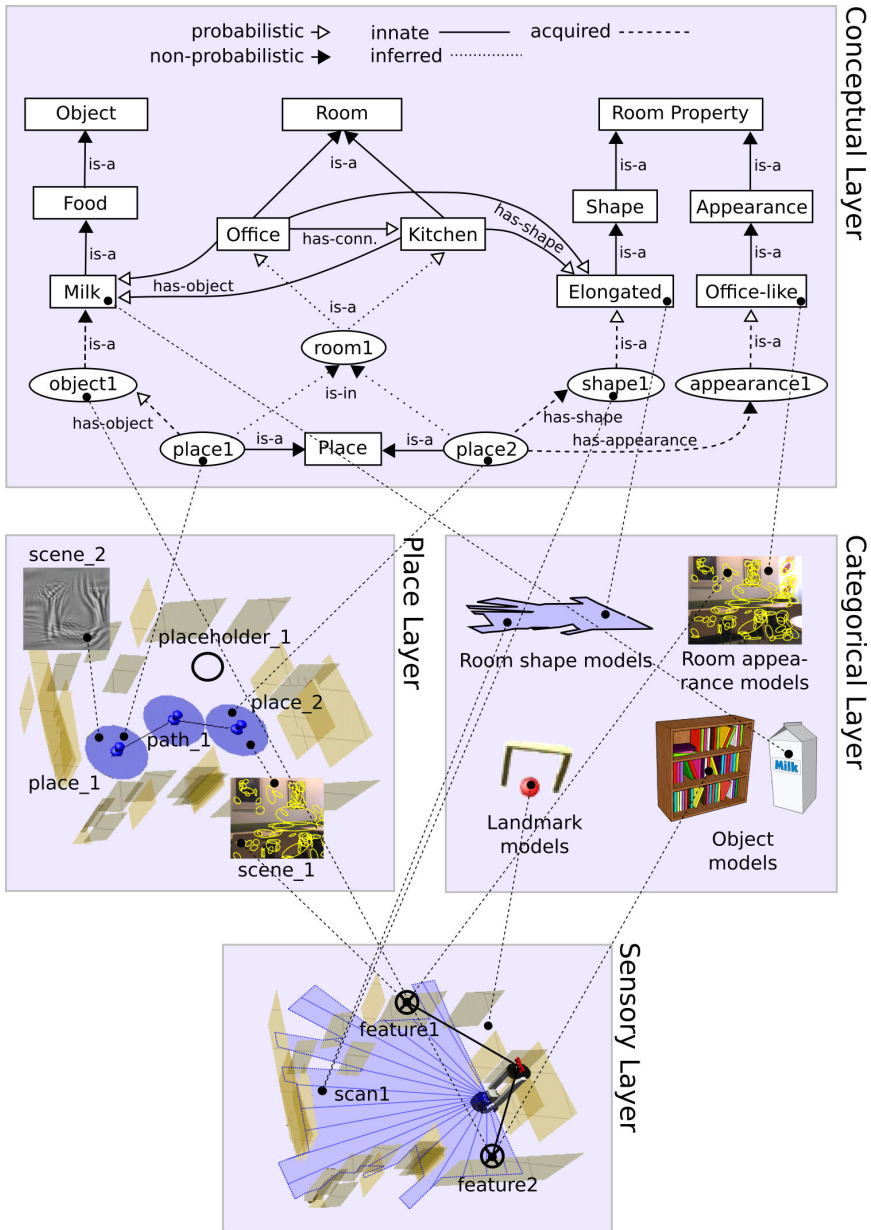 probabilistic
innate
acquired
non-probabilistic
inferred
Conceptual Layer
Object
Room
Room Property
is-a
is-a
is-a
is-a
Food
Office
Kitchen
Shape
Appearance
has-conn.
has-shape
is-a
is-a
is-a
Milk
has-object
Elongated
Office-like
is-a
is-a
is-a
is-a
room1
object1
is-in
shape1
appearance1
has-object
has-shape
place1
is-a
Place
is-a
place2
has-appearance
Place Layer
scene_2
placeholder_1
place_2
path_1
place_1
scene_1
Categorical Layer
Room shape models
Room appea-
rance models
Milk
Landmark
models
Object
models
Sensory Layer
feature1
scan1
feature2